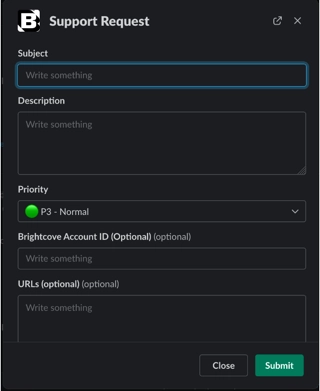 B
Support Request
Subject
Write something
Description
Write something
Priority
P3 - Normal
Brightcove Account ID (Optional) (optional)
Write something
URLs (optional) (optional)
Write something
Close
Submit